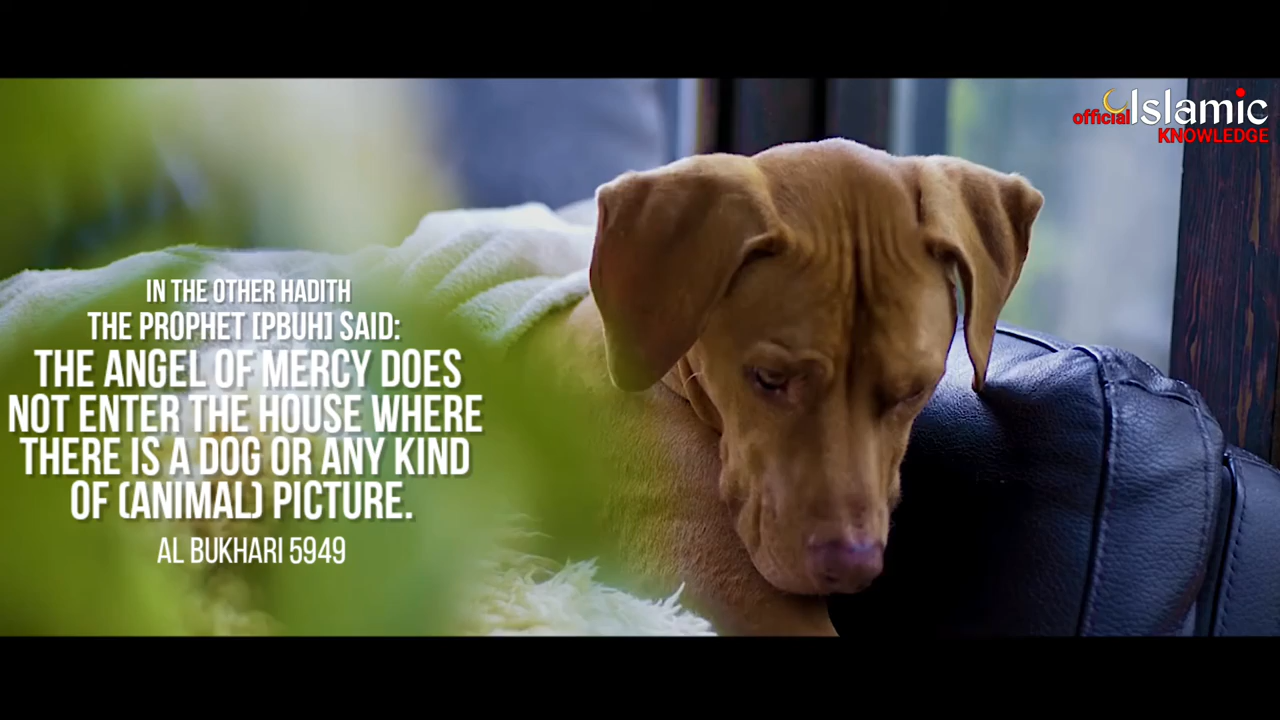 official Islamic
KNOWLEDGE
IN THE OTHER HADITH
THE PROPHET [PBUH] SAID:
THE ANGEL OF MERCY DOES
NOT ENTER THE HOUSE WHERE
THERE IS A DOG OR ANY KIND
OF (ANIMAL) PICTURE.
AL BUKHARI 5949